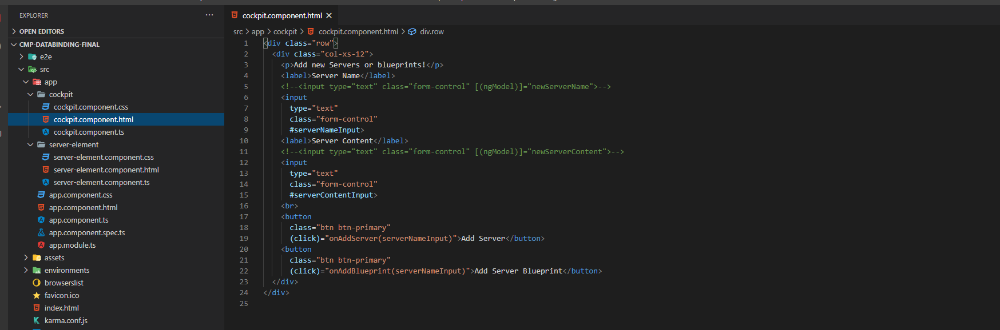 EXPLORER
OPEN EDITORS
CMP-DATABINDING-FINAL
e2e
src
app
cockpit
cockpit.component.css
cockpit.component.html
cockpit.component.ts
server-element
server-element.component.css
server-element.component.html
server-element.component.ts
app.component.css
app.component.html
app.component.ts
app.component.spec.ts
app.module.ts
assets
environments
browserslist
favicon.ico
index.html
karma.conf.js
cockpit.component.html
src > app > cockpit > cockpit.component.html > div.row
1 <div class="row">
2 <div class="col-xs-12">
3 <p>Add new Servers or blueprints!</p>
4 <label>Server Name</label>
5 <!--<input type="text" class="form-control" [(ngModel)]="newServerName">-->
6 <input
7 type="text"
8 class="form-control"
9 #serverNameInput>
10 <label>Server Content</label>
11 <!--<input type="text" class="form-control" [(ngModel)]="newServerContent">-->
12 <input
13 type="text"
14 class="form-control"
15 #serverContentInput>
16 <br>
17 <button
18 class="btn btn-primary"
19 (click)="onAddServer(serverNameInput)">Add Server</button>
20 <button
21 class="btn btn-primary"
22 (click)="onAddBlueprint(serverNameInput)">Add Server Blueprint</button>
23 </div>
24 </div>
25